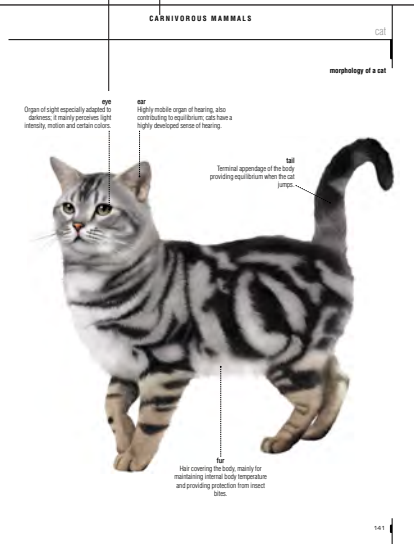 CARNIVOROUS MAMMALS
cat
morphology of a cat
eye
Organ of sight especially adapted to
darkness; it mainly perceives light
intensity, motion and certain colors.
ear
Highly mobile organ of hearing, also
contributing to equilibrium; cats have a
highly developed sense of hearing.
tail
Terminal appendage of the body
providing equilibrium when the cat
jumps.
fur
Hair covering the body, mainly for
maintaining internal body temperature
and providing protection from insect
bites.
141